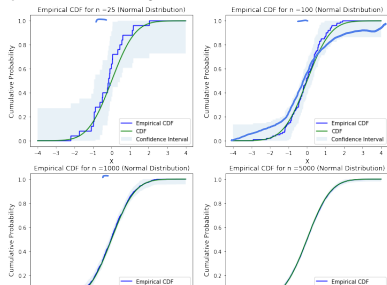 Empirical CDF for n =25 (Normal Distribution)
Empirical CDF for n =100 (Normal Distribution)
Cumulative Probability
1.0
0.8
0.6
0.4
0.2
0.0
Empirical CDF
CDF
Confidence Interval
−4 −3 −2 −1 0 1 2 3 4
X
Cumulative Probability
1.0
0.8
0.6
0.4
0.2
0.0
Empirical CDF
CDF
Confidence Interval
−4 −3 −2 −1 0 1 2 3 4
X
Empirical CDF for n =1000 (Normal Distribution)
Empirical CDF for n =5000 (Normal Distribution)
Cumulative Probability
1.0
0.8
0.6
0.4
0.2
Empirical CDF
Cumulative Probability
1.0
0.8
0.6
0.4
0.2
Empirical CDF